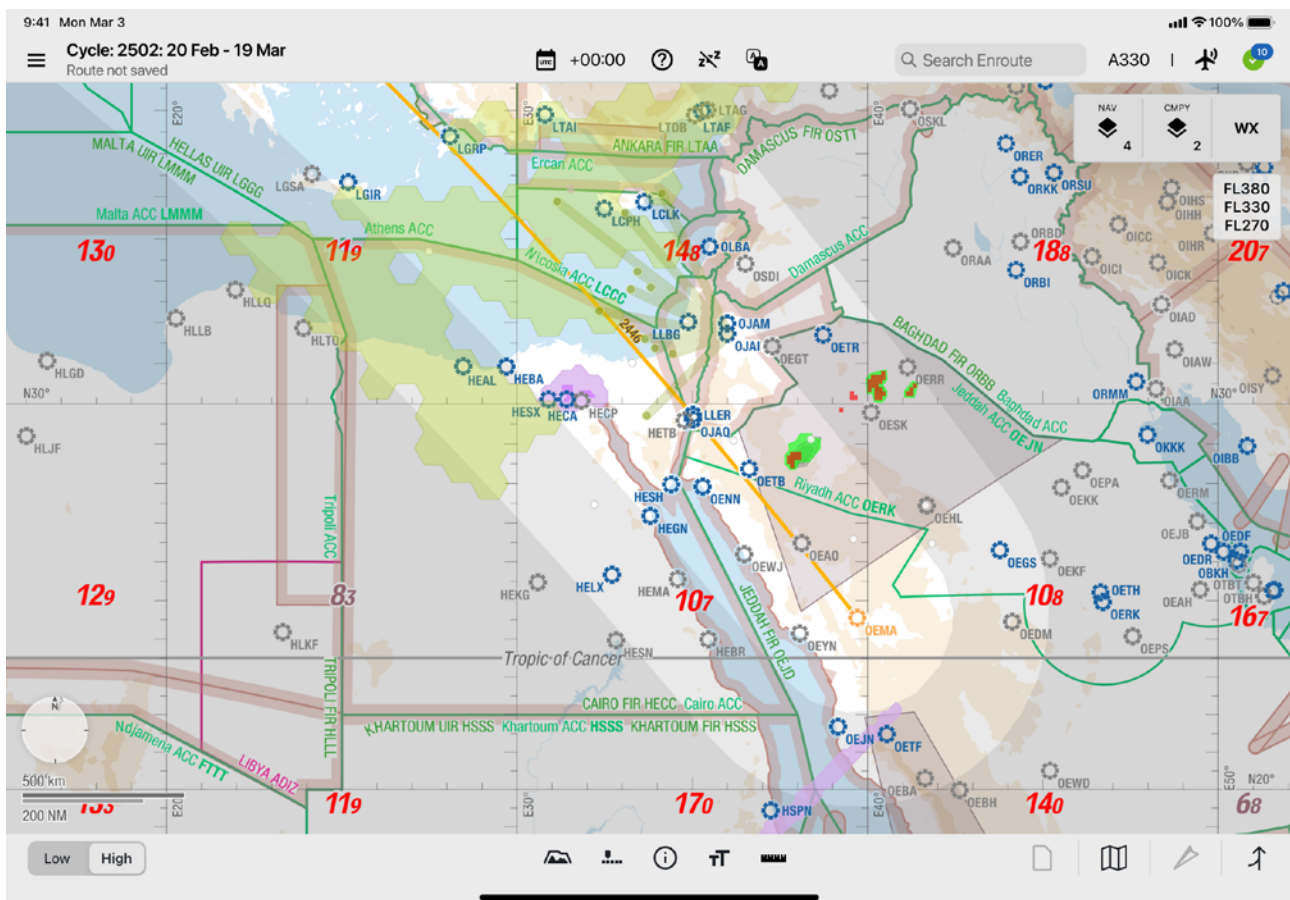 9:41 Mon Mar 3
100%
Cycle: 2502: 20 Feb - 19 Mar
Route not saved
+00:00
Search Enroute
A330
10
NAV
4
CMPY
2
WX
FL380
FL330
FL270
E20°
E30°
E40°
LTAI
LTDB
LTAG
LTAF
OSKL
LGRP
ANKARA FIR LTAA
DAMASCUS FIR OSTT
Ercan ACC
ORER
ORKK
ORSU
MALTA UIR LMMM
HELLAS UIR LGGG
LGSA
LGIR
OIHS
OIHH
Malta ACC LMMM
LCPH
LCLK
Athens ACC
130
119
148
188
207
OLBA
ORBD
OICC
OIHR
Nicosia ACC LCCC
OSDI
Damascus ACC
ORAA
ORBI
OICI
OICK
HLLQ
HLLB
HLTQ
2446
LLBG
OJAM
OJAI
OETR
OIAD
BAGHDAD FIR ORBB
Baghdad ACC
HLGD
HEAL
HEBA
OEGT
OERR
OIAW
OISY
N30°
HESX
HECA
HECP
Jeddah ACC OEJN
ORMM
OIAA
N30°
HLJF
HETB
LLER
OJAQ
OESK
OKKK
OIBB
OETB
OEPA
OEKK
OERM
HESH
OENN
Riyadh ACC OERK
HEGN
OEHL
OEJB
Tripoli ACC
OEAO
OEWJ
OEGS
OEKF
OEDF
OEDR
OBKH
HEKG
HELX
HEMA
OTBT
OTBH
129
83
107
108
OETH
OERK
OEAH
167
HLKF
HESN
HEBR
OEYN
OEMA
OEDM
OEPS
Tropic of Cancer
JEDDAH FIR OEJD
TRIPOLI FIR HLLL
CAIRO FIR HECC Cairo ACC
KHARTOUM UIR HSSS Khartoum ACC HSSS KHARTOUM FIR HSSS
Ndjamena ACC FTTT
LIBYA ADIZ
N
OEJN
OETF
500 km
200 NM
E20°
E30°
E40°
E50°
N20°
OEBA
OEBH
OEWD
119
170
140
68
HSPN
Low
High